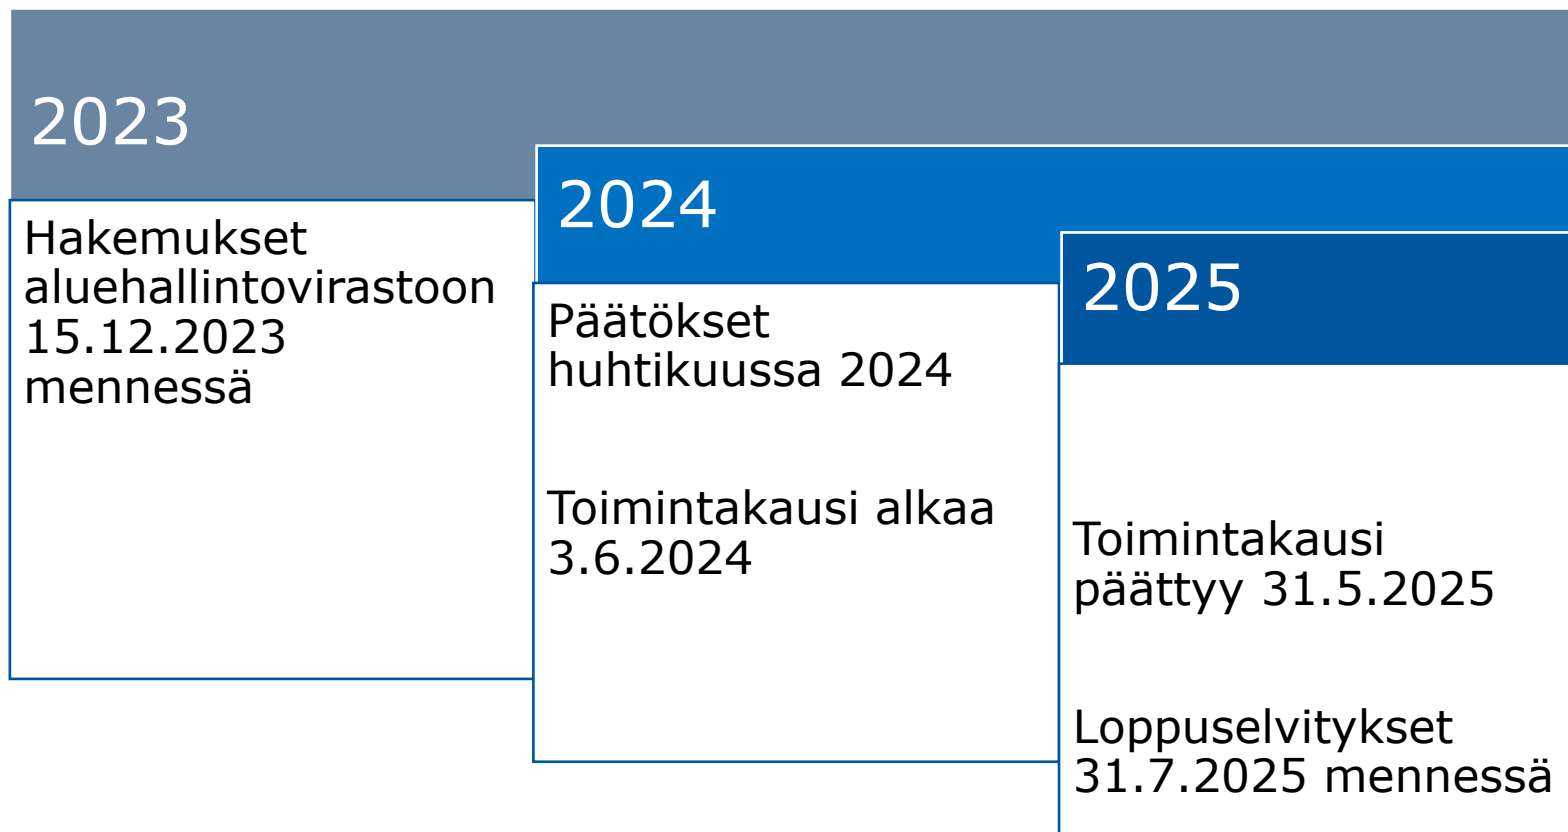 2023
Hakemukset
aluehallintovirastoon
15.12.2023
mennessä
2024
Päätökset
huhtikuussa 2024
Toimintakausi alkaa
3.6.2024
2025
Toimintakausi
päättyy 31.5.2025
Loppuselvitykset
31.7.2025 mennessä